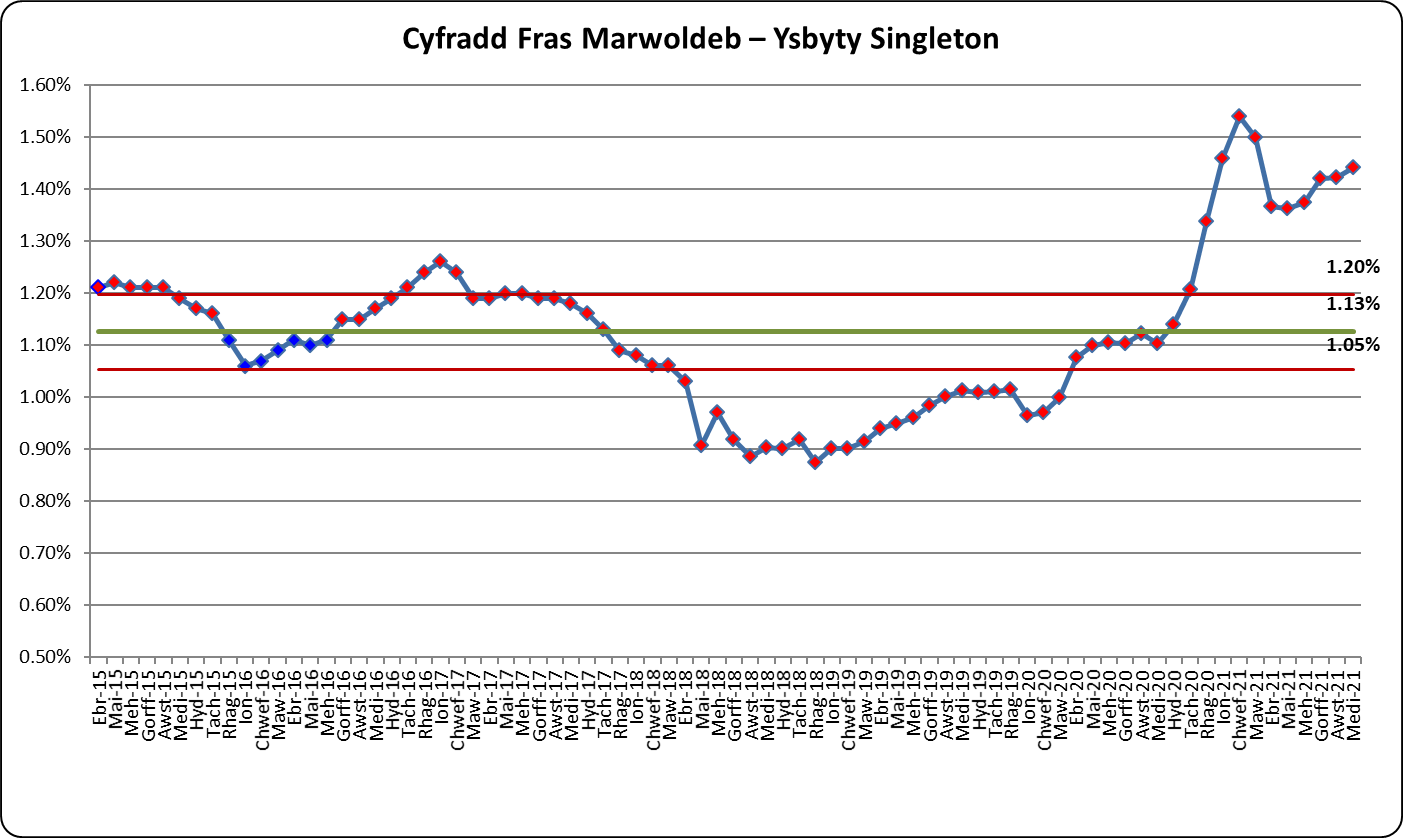 Cyfradd Fras Marwoldeb – Ysbyty Singleton
1.60%
1.50%
1.40%
1.30%
1.20%
1.10%
1.00%
0.90%
0.80%
0.70%
0.60%
0.50%
1.20%
1.13%
1.05%
Ebr-15
Mai-15
Meh-15
Gorff-15
Awst-15
Medi-15
Hyd-15
Tach-15
Rhag-15
Ion-16
Chwef-16
Maw-16
Ebr-16
Mai-16
Meh-16
Gorff-16
Awst-16
Medi-16
Hyd-16
Tach-16
Rhag-16
Ion-17
Chwef-17
Maw-17
Ebr-17
Mai-17
Meh-17
Gorff-17
Awst-17
Medi-17
Hyd-17
Tach-17
Rhag-17
Ion-18
Chwef-18
Maw-18
Ebr-18
Mai-18
Meh-18
Gorff-18
Awst-18
Medi-18
Hyd-18
Tach-18
Rhag-18
Ion-19
Chwef-19
Maw-19
Ebr-19
Mai-19
Meh-19
Gorff-19
Awst-19
Medi-19
Hyd-19
Tach-19
Rhag-19
Ion-20
Chwef-20
Maw-20
Ebr-20
Mai-20
Meh-20
Gorff-20
Awst-20
Medi-20
Hyd-20
Tach-20
Rhag-20
Ion-21
Chwef-21
Maw-21
Ebr-21
Mai-21
Meh-21
Gorff-21
Awst-21
Medi-21